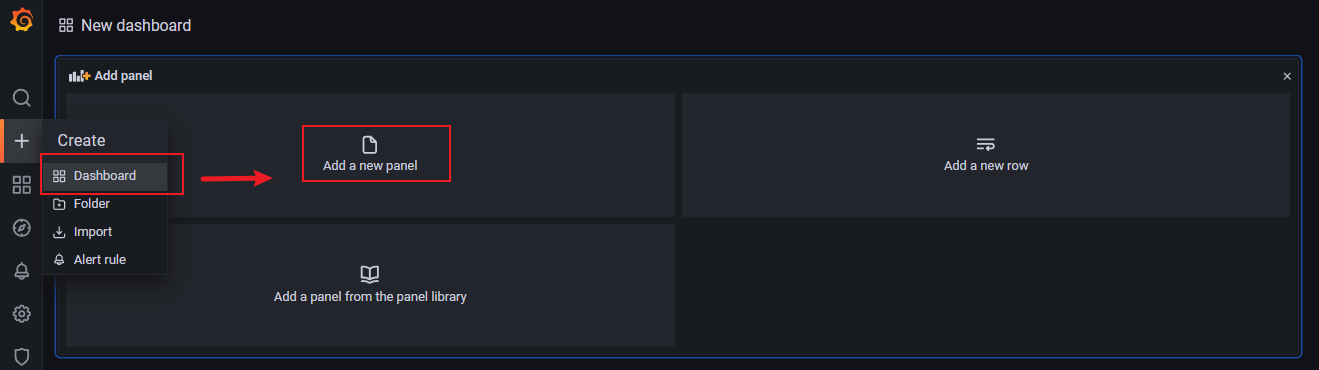 New dashboard
Add panel
Create
Dashboard
Folder
Import
Alert rule
Add a new panel
Add a new row
Add a panel from the panel library